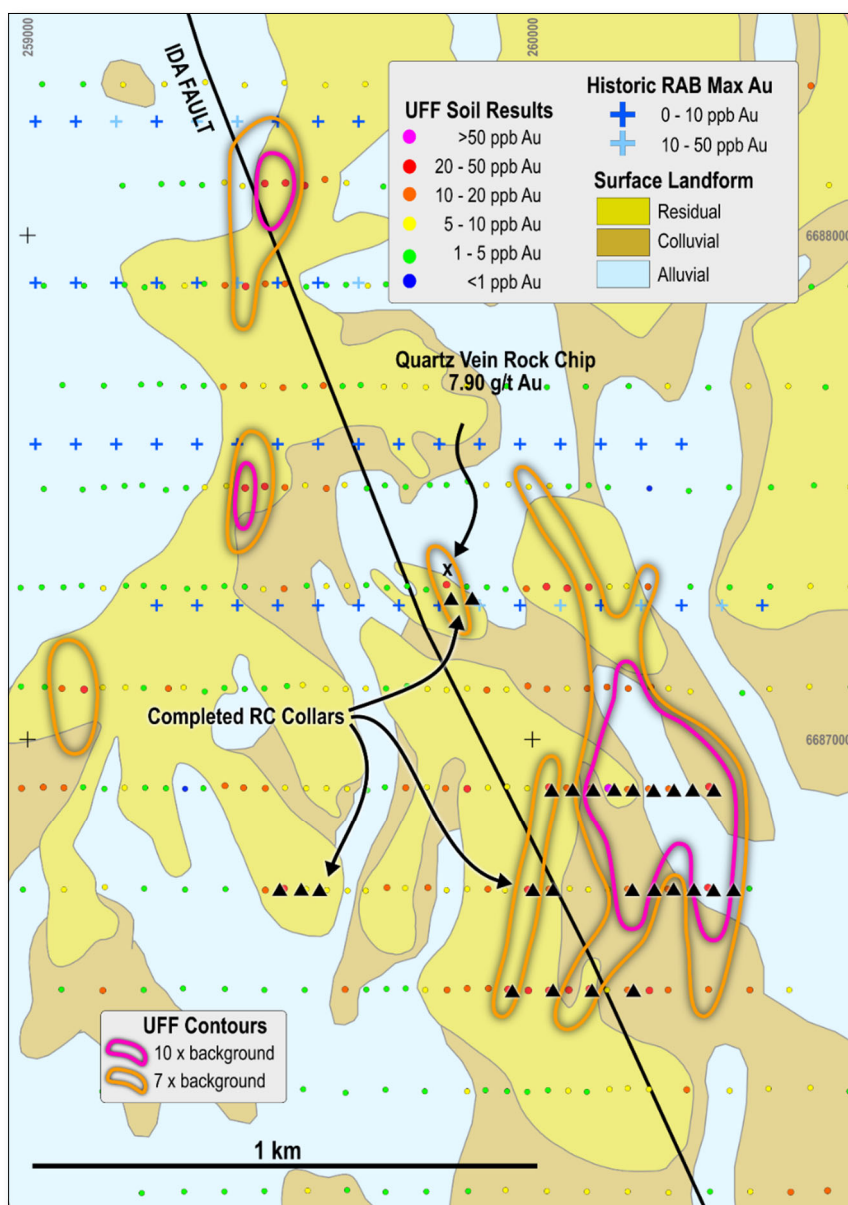 259000
260000
IDA FAULT
UFF Soil Results
>50 ppb Au
20 - 50 ppb Au
10 - 20 ppb Au
5 - 10 ppb Au
1 - 5 ppb Au
<1 ppb Au
Historic RAB Max Au
0 - 10 ppb Au
10 - 50 ppb Au
Surface Landform
Residual
Colluvial
Alluvial
6688000
Quartz Vein Rock Chip
7.90 g/t Au
x
Completed RC Collars
6687000
UFF Contours
10 x background
7 x background
1 km